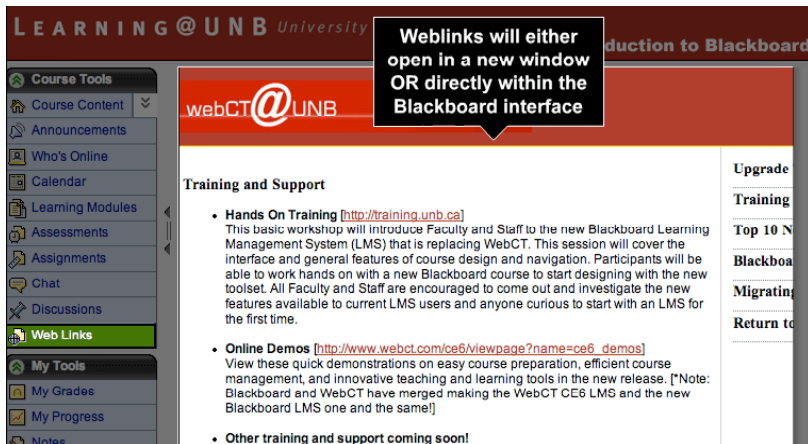 LEARNING@UNB University
duction to Blackboard
Weblinks will either
open in a new window
OR directly within the
Blackboard interface
Course Tools
Course Content
Announcements
Who's Online
Calendar
Learning Modules
Assessments
Assignments
Chat
Discussions
Web Links
My Tools
My Grades
My Progress
Notes
webCT@UNB
Training and Support
• Hands On Training [http://training.unb.ca]
This basic workshop will introduce Faculty and Staff to the new Blackboard Learning
Management System (LMS) that is replacing WebCT. This session will cover the
interface and general features of course design and navigation. Participants will be
able to work hands on with a new Blackboard course to start designing with the new
toolset. All Faculty and Staff are encouraged to come out and investigate the new
features available to current LMS users and anyone curious to start with an LMS for
the first time.
• Online Demos [http://www.webct.com/ce6/viewpage?name=ce6_demos]
View these quick demonstrations on easy course preparation, efficient course
management, and innovative teaching and learning tools in the new release. [*Note:
Blackboard and WebCT have merged making the WebCT CE6 LMS and the new
Blackboard LMS one and the same!]
• Other training and support coming soon!
Upgrade
Training
Top 10 N
Blackboa
Migrating
Return to